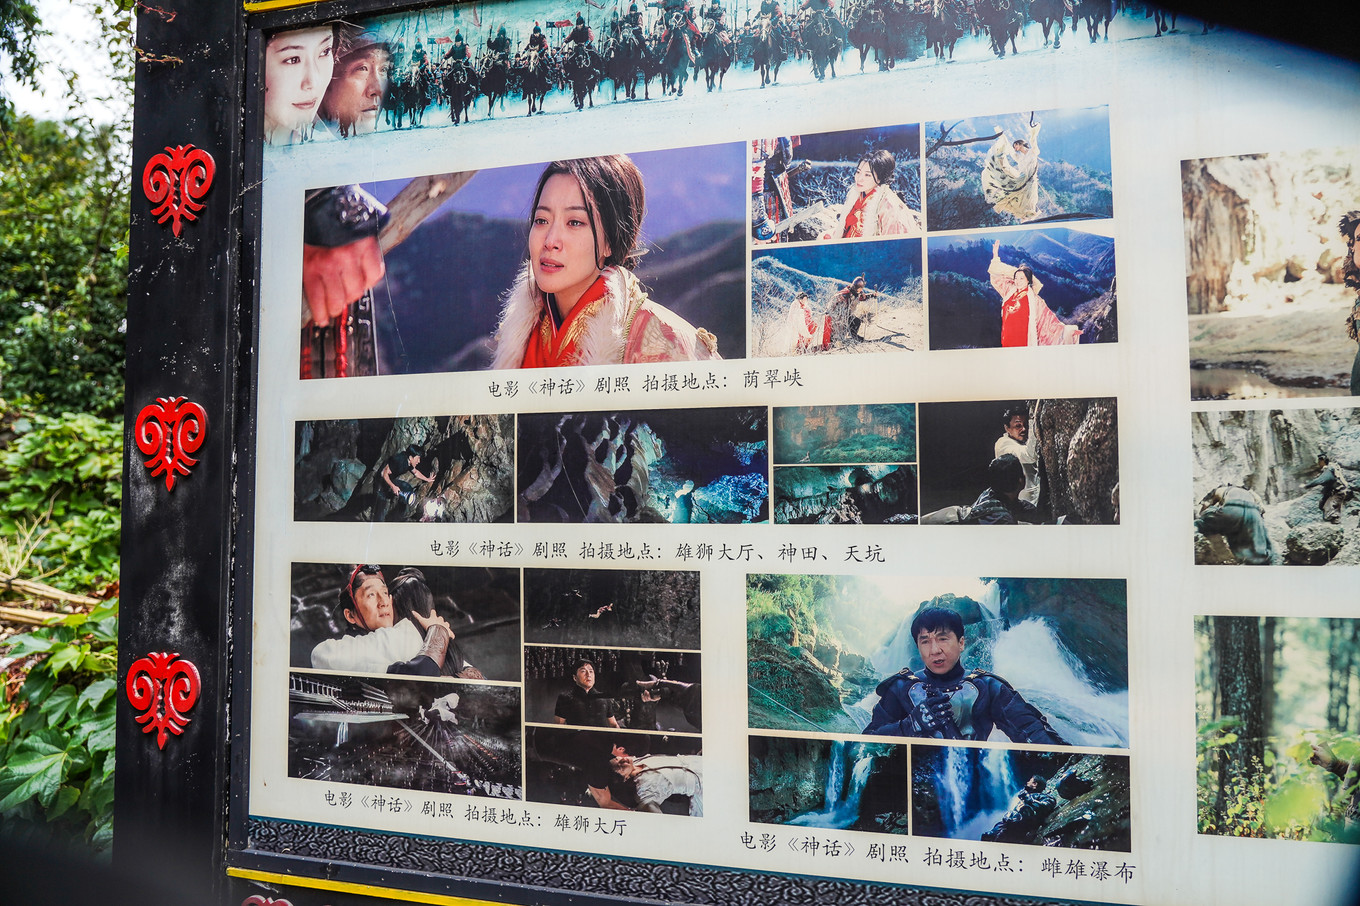 电影《神话》剧照 拍摄地点：荫翠峡
电影《神话》剧照 拍摄地点：雄狮大厅、神田、天坑
电影《神话》剧照 拍摄地点：雄狮大厅
电影《神话》剧照 拍摄地点：雌雄瀑布